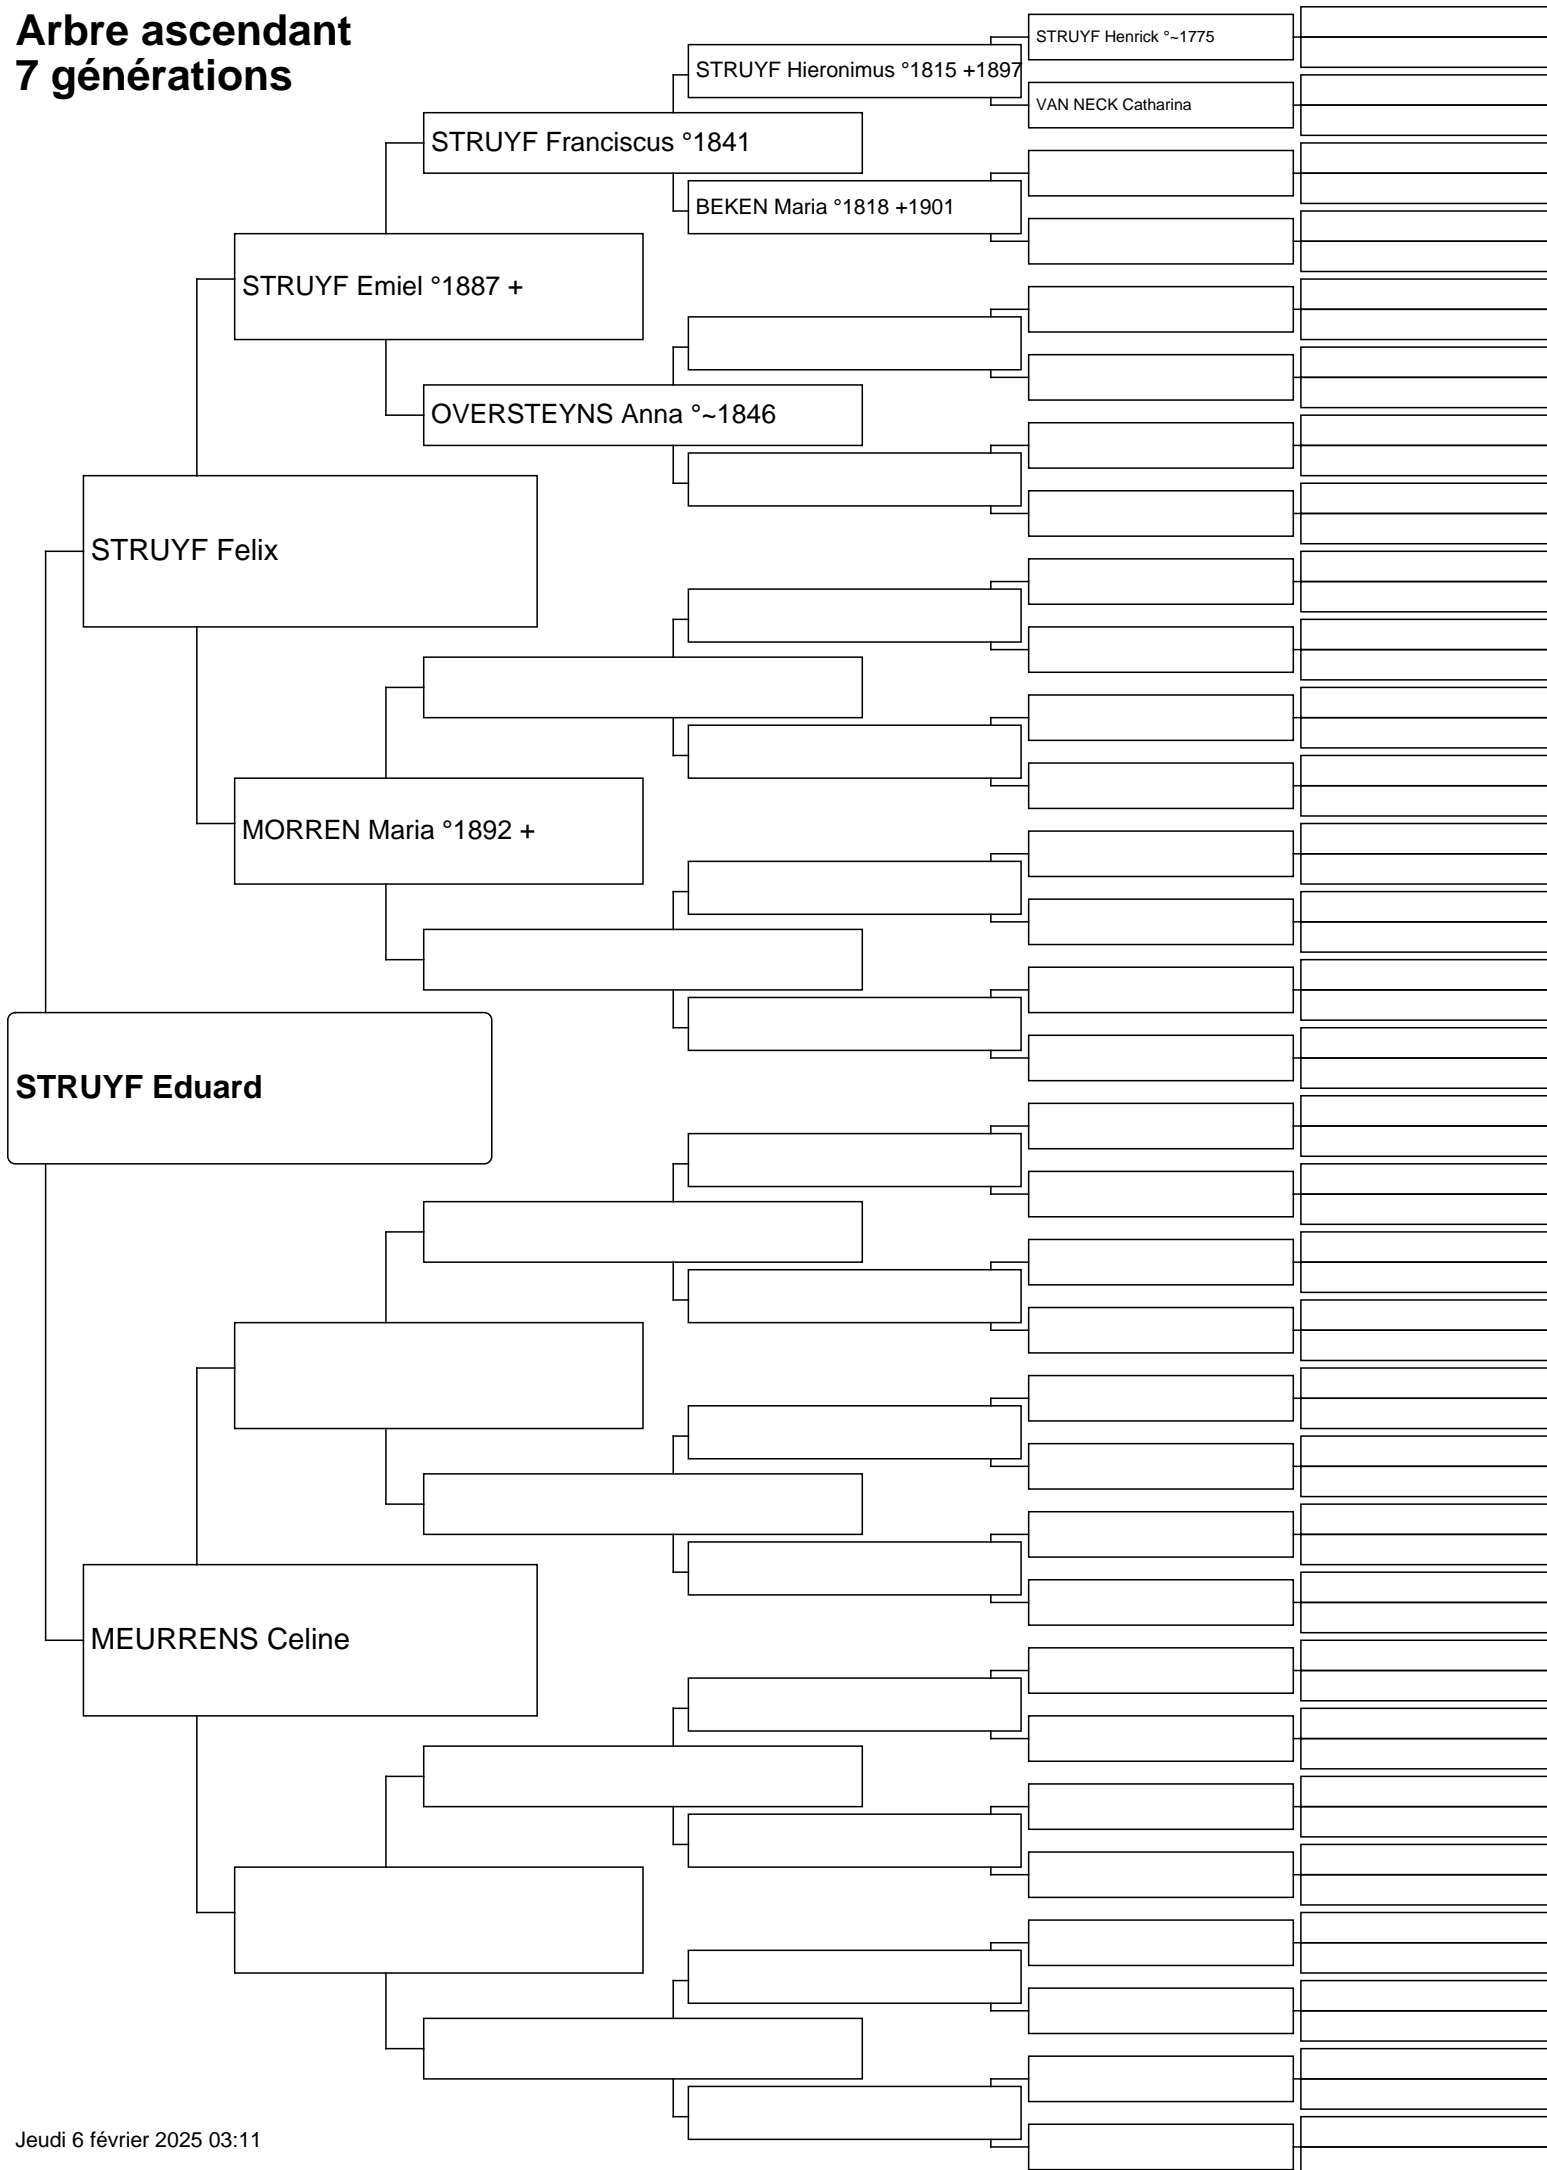 Arbre ascendant
7 générations
STRUYF Henrick °~1775
STRUYF Hieronimus °1815 +1897
VAN NECK Catharina
STRUYF Franciscus °1841
BEKEN Maria °1818 +1901
STRUYF Emiel °1887 +
OVERSTEYNS Anna °~1846
STRUYF Felix
MORREN Maria °1892 +
STRUYF Eduard
MEURRENS Celine
Jeudi 6 février 2025 03:11